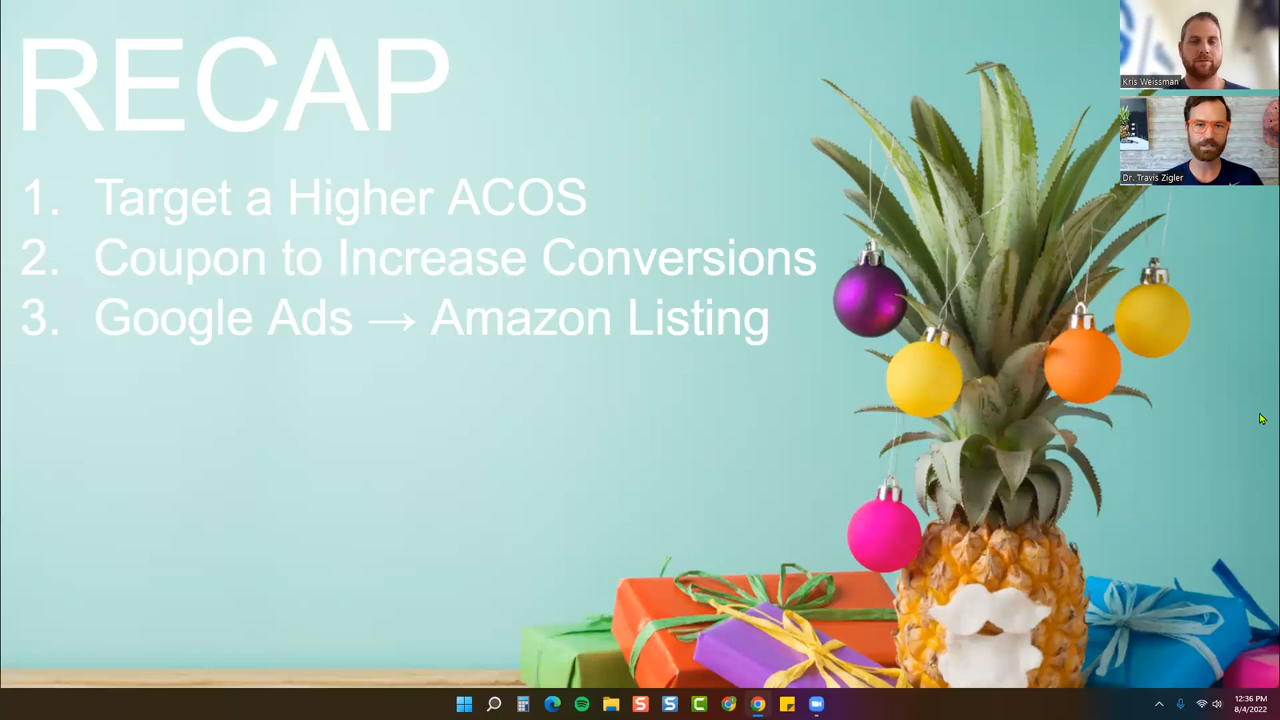 RECAP
1. Target a Higher ACOS
2. Coupon to Increase Conversions
3. Google Ads → Amazon Listing
Kris Weissman
Dr. Travis Zigler
12:36 PM
8/4/2022